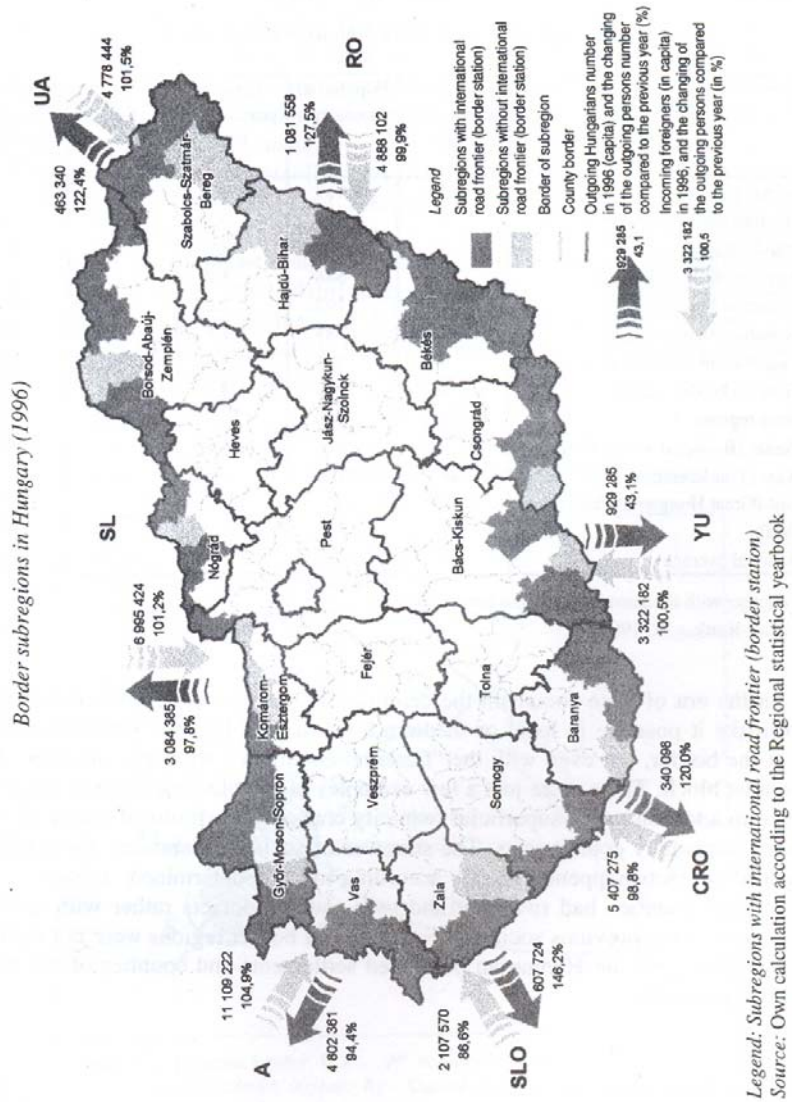 Border subregions in Hungary (1996)
UA
463 340
122,4%
4 778 444
101,5%
RO
1 081 558
127,5%
4 888 102
99,9%
SL
6 995 424
101,2%
3 084 385
97,8%
A
11 109 222
104,9%
4 802 361
94,4%
SLO
2 107 570
86,6%
607 724
146,2%
CRO
5 407 275
98,8%
340 098
120,0%
YU
3 322 182
100,5%
929 285
43,1%
Szabolcs-Szatmár-
Bereg
Borsod-Abaúj-
Zemplén
Hajdú-Bihar
Heves
Nógrád
Jász-Nagykun-
Szolnok
Békés
Csongrád
Pest
Bács-Kiskun
Komárom
Esztergom
Fejér
Tolna
Baranya
Győr-Moson-Sopron
Veszprém
Somogy
Vas
Zala
Legend
Subregions with international
road frontier (border station)
Subregions without international
road frontier (border station)
Border of subregion
County border
929 285
43,1
Outgoing Hungarians number
in 1996 (capita) and the changing
if the outgoing persons number
compared to the previous year (%)
3 322 182
100,5
Incoming foreigners (in capita)
in 1996, and the changing of
the outgoing persons compared
to the previous year (in %)
Legend: Subregions with international road frontier (border station)
Source: Own calculation according to the Regional statistical yearbook